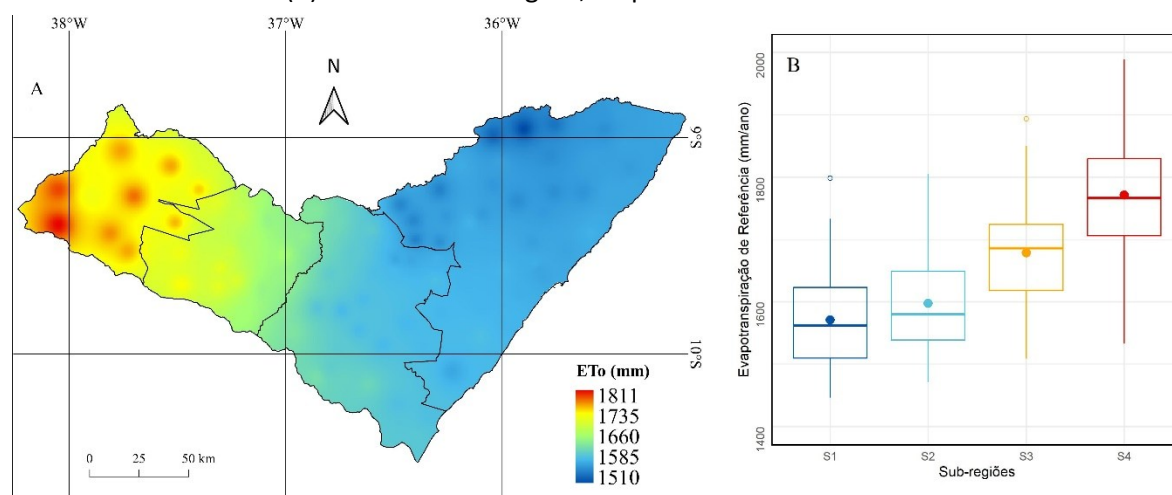 38°W
37°W
36°W
A
N
9°S
10°S
0
25
50 km
ETo (mm)
1811
1735
1660
1585
1510
B
Evapotranspiração de Referência (mm/ano)
2000
1800
1600
1400
S1
S2
S3
S4
Sub-regiões